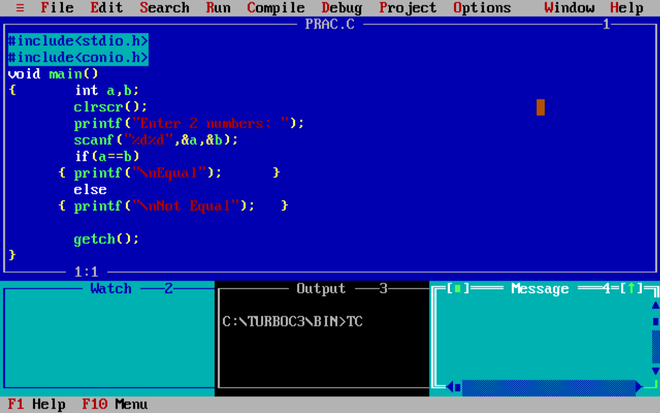 ≡ File Edit Search Run Compile Debug Project Options Window Help
PRAC.C 1
#include<stdio.h>
#include<conio.h>
void main()
{ int a,b;
clrscr();
printf("Enter 2 numbers: ");
scanf("%d%d",&a,&b);
if(a==b)
{ printf("\nEqual"); }
else
{ printf("\nNot Equal"); }
getch();
}
1:1
Watch 2
Output 3
Message 4
C:\TURBOC3\BIN>TC
F1 Help F10 Menu